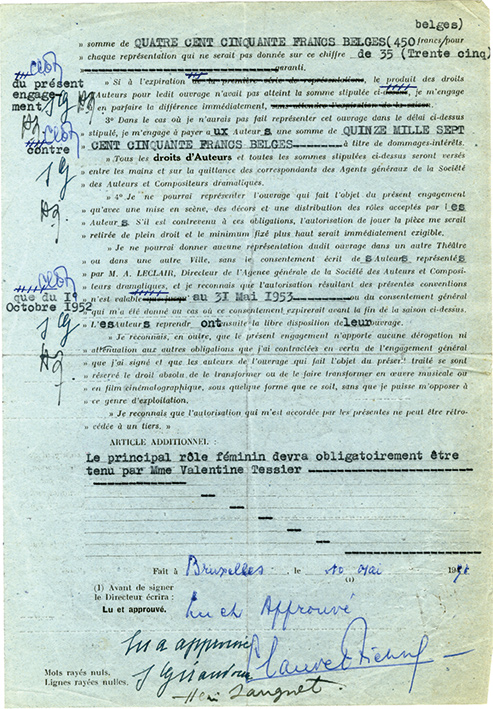 belges)
» somme de QUATRE CENT CINQUANTE FRANCS BELGES(450 francs/pour
» chaque représentation qui ne serait pas donnée sur ce chiffre de 35 (Trente cinq)
garanti.
» Si à l'expiration de la première série de représentation, le produit des droits
du présent
» d'Auteurs pour ledit ouvrage n'avait pas atteint la somme stipulée ci-dessus, je m'engage
engage-
ment
» en parfaire la différence immédiatement,
» 3° Dans le cas où je n'aurais pas fait représenter cet ouvrage dans le délai ci-dessus
» stipulé, je m'engage à payer aux Auteurs une somme de QUINZE MILLE SEPT
contre
CENT CINQUANTE FRANCS BELGES à titre de dommages-intérêts.
» Tous les droits d'Auteurs et toutes les sommes stipulées ci-dessus seront versés
» entre les mains et sur la quittance des correspondants des Agents généraux de la Société
» des Auteurs et Compositeurs dramatiques.
» 4° Je ne pourrai représenter l'ouvrage qui fait l'objet du présent engagement
» qu'avec une mise en scène, des décors et une distribution des rôles acceptés par les
» Auteurs S'il est contrevenu à ces obligations, l'autorisation de jouer la pièce me serait
» retirée de plein droit et le minimum fixé plus haut serait immédiatement exigible.
» Je ne pourrai donner aucune représentation dudit ouvrage dans un autre Théâtre
» ou dans une autre Ville, sans le consentement écrit des Auteurs représentés
» par M. A. LECLAIR, Directeur de l'Agence générale de la Société des Auteurs et Composi-
» teurs dramatiques, et je reconnais que l'autorisation résultant des présentes conventions
que du 1º
» n'est valable que jusqu' au 31 Mai 1953 ou du consentement général
Octobre 1952
» qui m'a été donné au cas où ce consentement expirerait avant la fin de la saison ci-dessus.
» L'es Auteurs reprendront ensuite la libre disposition de leur ouvrage.
» Je reconnais, en outre, que le présent engagement n'apporte aucune dérogation ni
» atténuation aux autres obligations que j'ai contractées en vertu de l'engagement général
» que j'ai signé et que les auteurs de l'ouvrage qui fait l'objet du présent traité se sont
» réservé le droit absolu de le transformer ou de le faire transformer en œuvre musicale ou
» en film cinématographique, sous quelque forme que ce soit, sans que je puisse m'opposer à
» ce genre d'exploitation.
» Je reconnais que l'autorisation qui m'est accordée par les présentes ne peut être rétro-
» cédée à un tiers. »
ARTICLE ADDITIONNEL :
Le principal rôle féminin devra obligatoirement être
tenu par Mme Valentine Tessier
Fait à Bruxelles, le 10 Mai 195
(1)
(1) Avant de signer
le Directeur écrira :
Lu et approuvé.
Lu et Approuvé
Lu et approuvé
Mots rayés nuls.
Lignes rayées nulles.
Henri Sauguet.